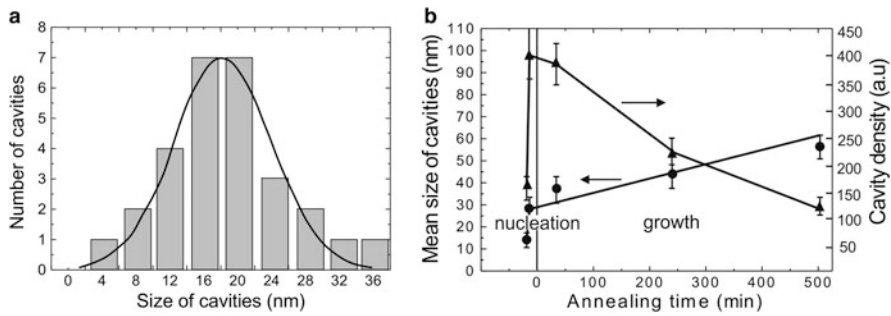 a
8
7
6
5
4
3
2
1
0
Number of cavities
0 4 8 12 16 20 24 28 32 36
Size of cavities (nm)
b
110
100
90
80
70
60
50
40
30
20
10
0
Mean size of cavities (nm)
nucleation
growth
450
400
350
300
250
200
150
100
50
Cavity density (a.u)
0 100 200 300 400 500
Annealing time (min)